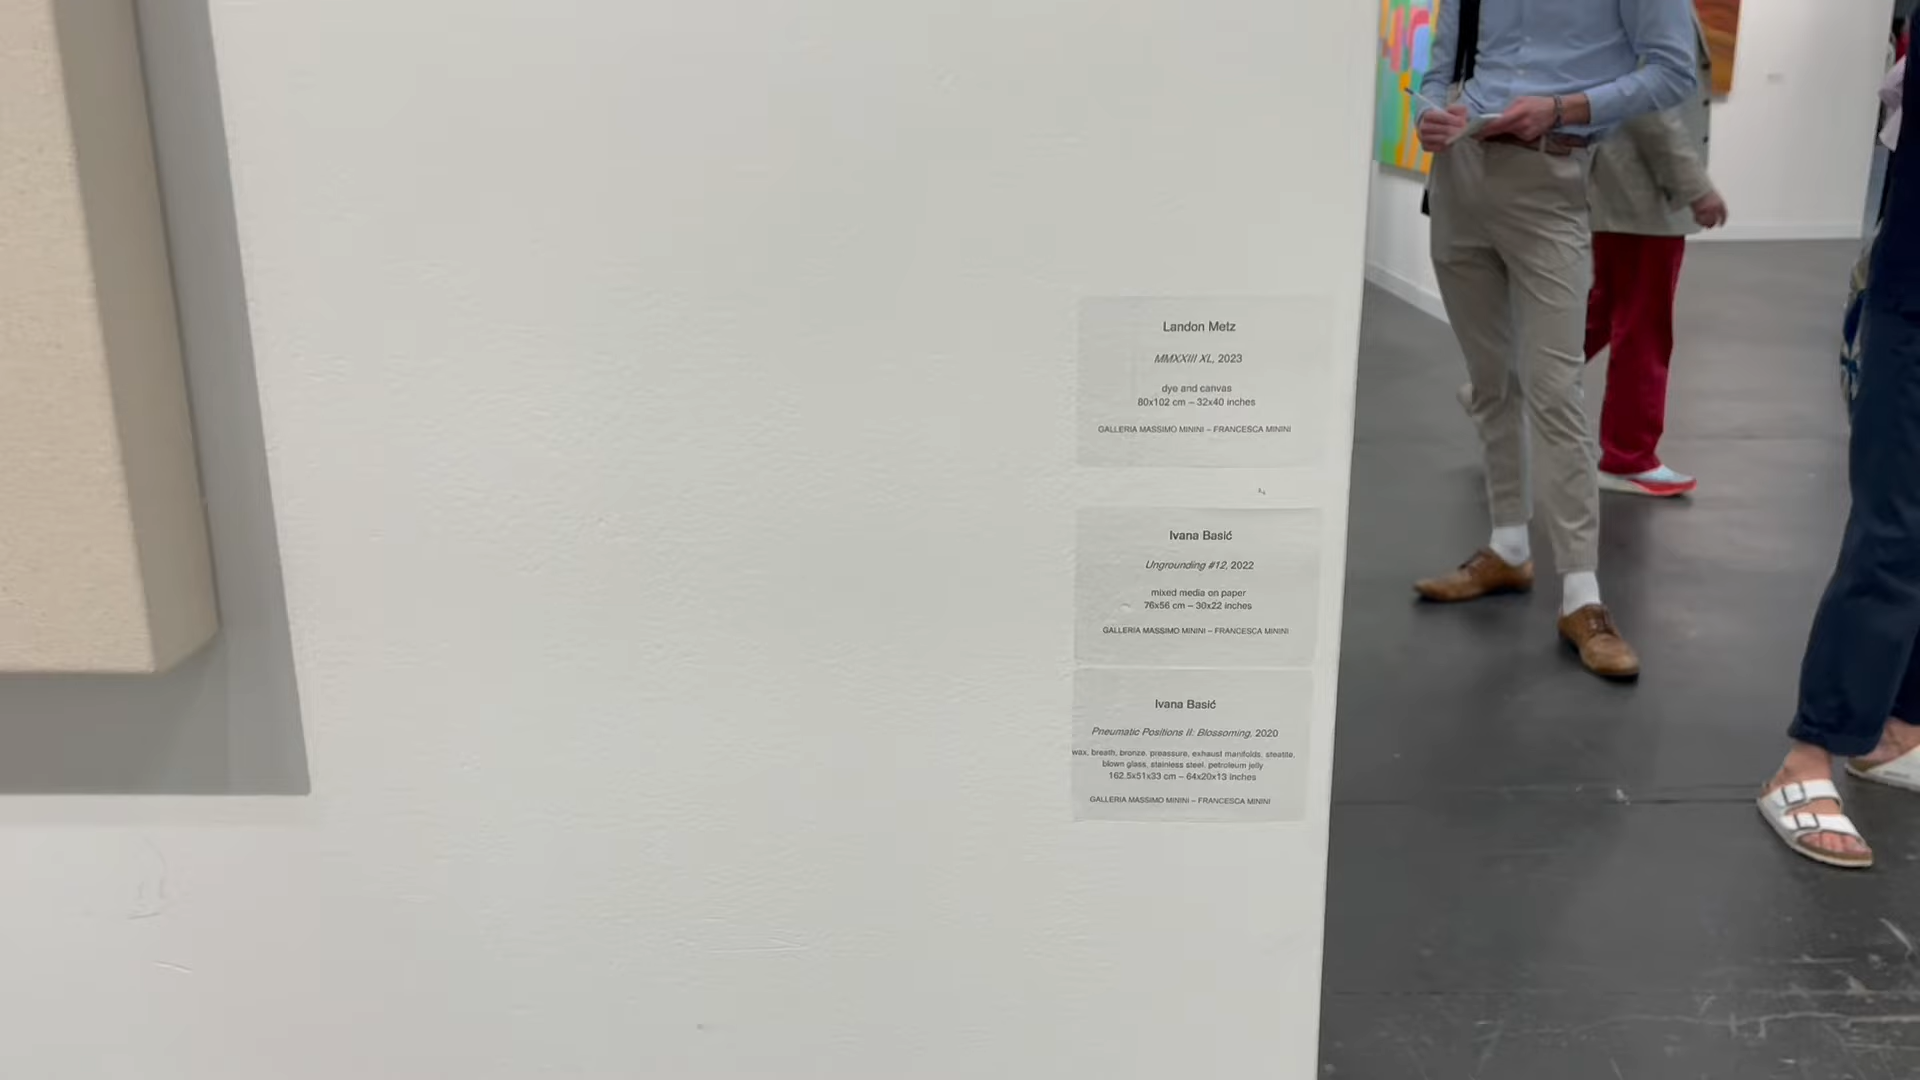 Landon Metz
MMXXIII XL, 2023
dye and canvas
80x102 cm – 32x40 inches
GALLERIA MASSIMO MININI – FRANCESCA MININI
Ivana Basić
Ungrounding #12, 2022
mixed media on paper
76x56 cm – 30x22 inches
GALLERIA MASSIMO MININI – FRANCESCA MININI
Ivana Basić
Pneumatic Positions II: Blossoming, 2020
wax, breath, bronze, preassure, exhaust manifolds, steatite,
blown glass, stainless steel, petroleum jelly
162.5x51x33 cm – 64x20x13 inches
GALLERIA MASSIMO MININI – FRANCESCA MININI